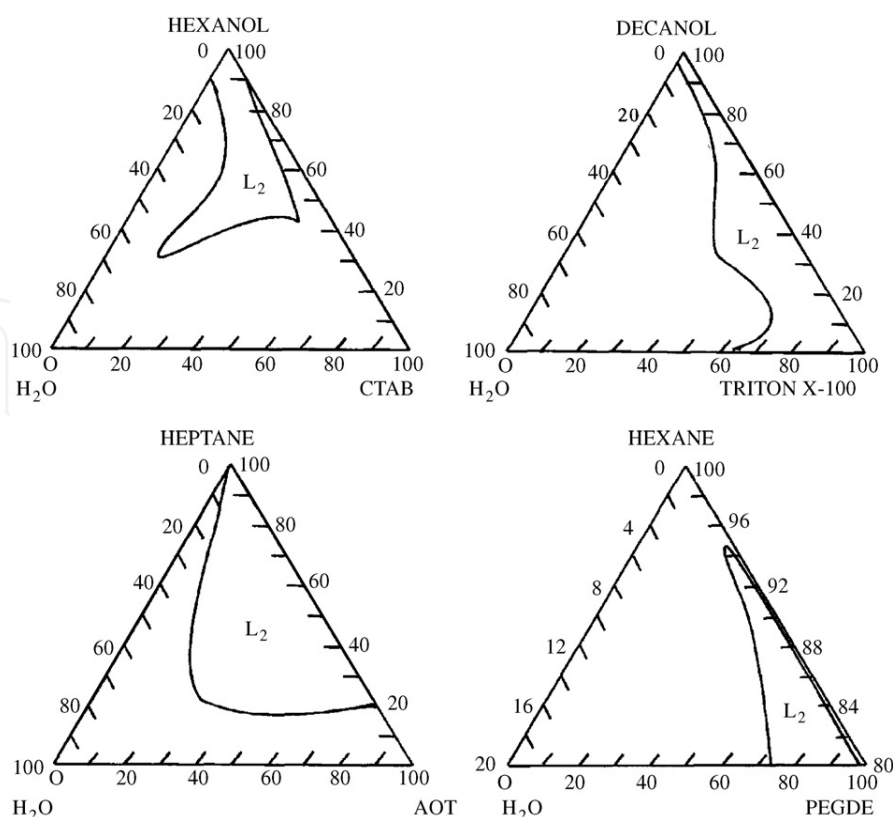 HEXANOL
0 100
20 80
40 60
L2
60 40
80 20
100
O 20 40 60 80 100
H2O CTAB
DECANOL
0 100
20 80
40 60
60 L2 40
80 20
100
O 20 40 60 80 100
H2O TRITON X-100
HEPTANE
0 100
20 80
40 60
L2
60 40
80 20
100
O 20 40 60 80 100
H2O AOT
HEXANE
0 100
4 96
8 92
12 88
16 L2 84
20 80
O 20 40 60 80 100
H2O PEGDE